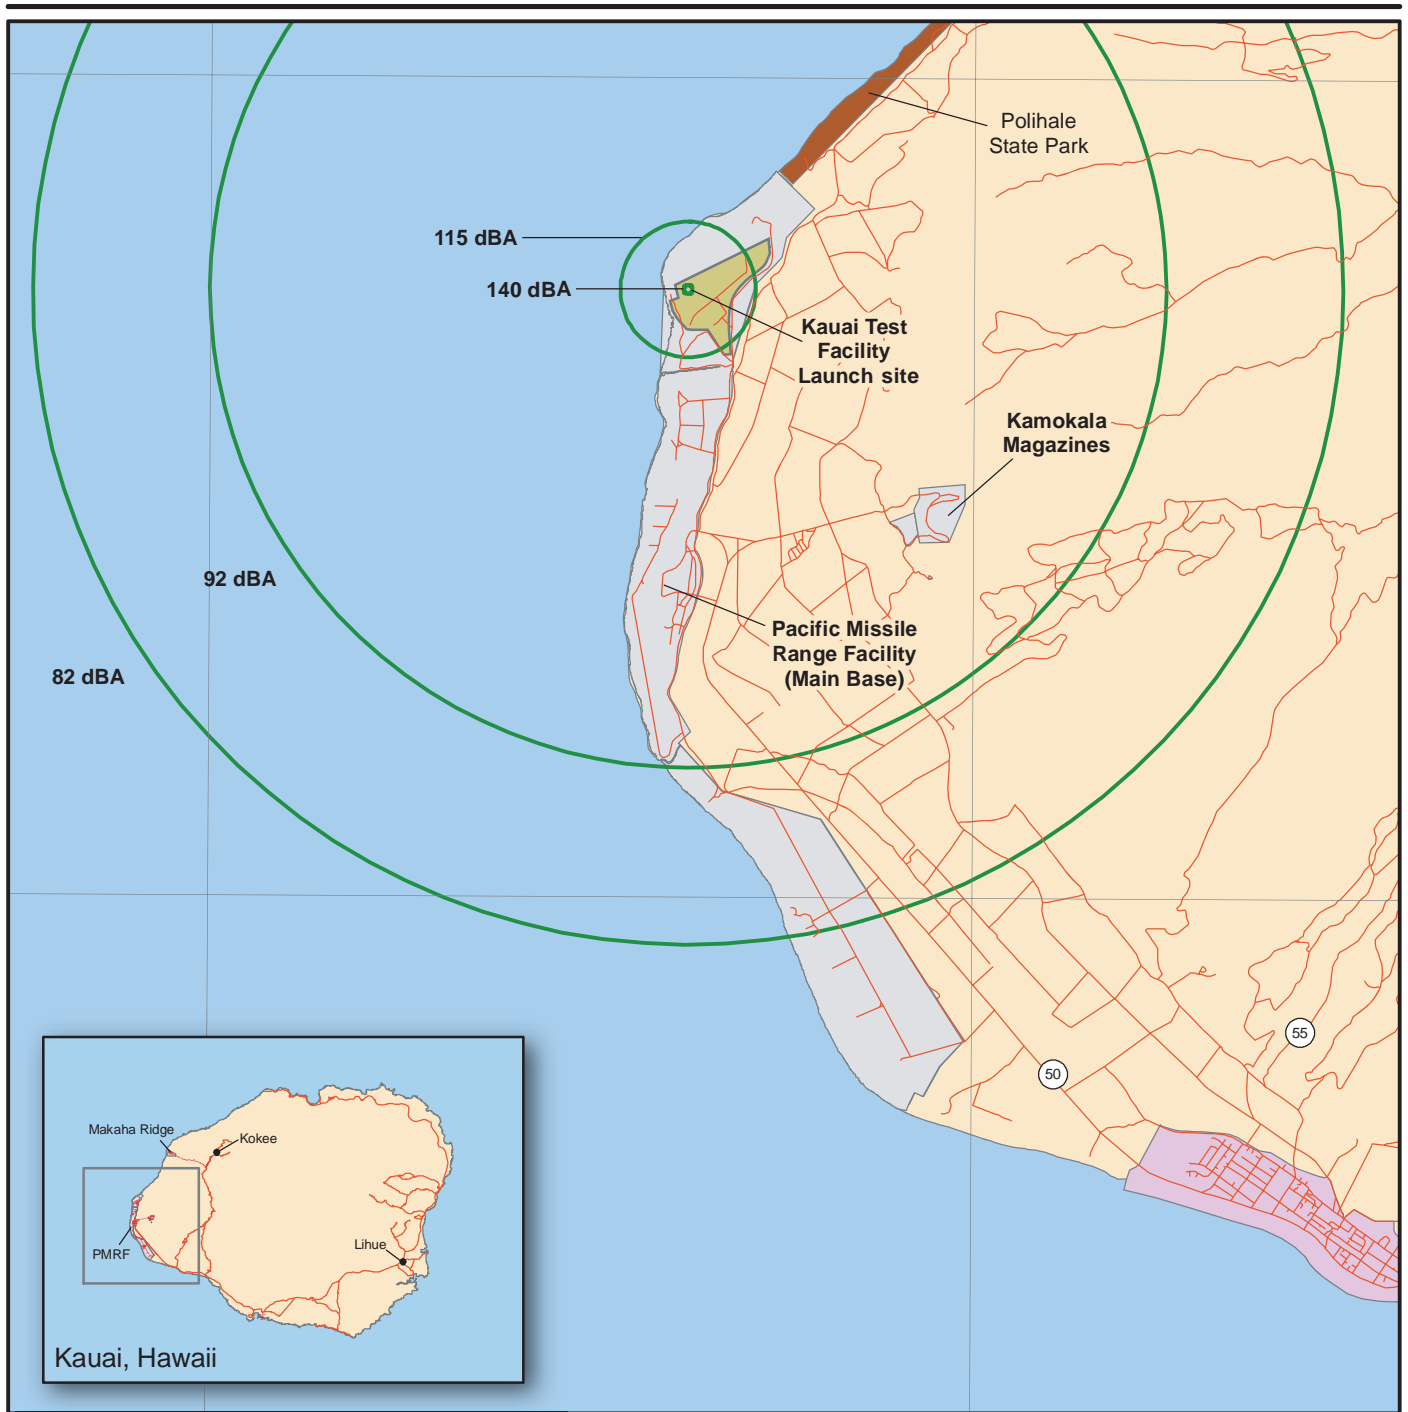 Polihale
State Park
115 dBA
140 dBA
Kauai Test
Facility
Launch site
Kamokala
Magazines
92 dBA
Pacific Missile
Range Facility
(Main Base)
82 dBA
55
50
Makaha Ridge
Kokee
PMRF
Lihue
Kauai, Hawaii